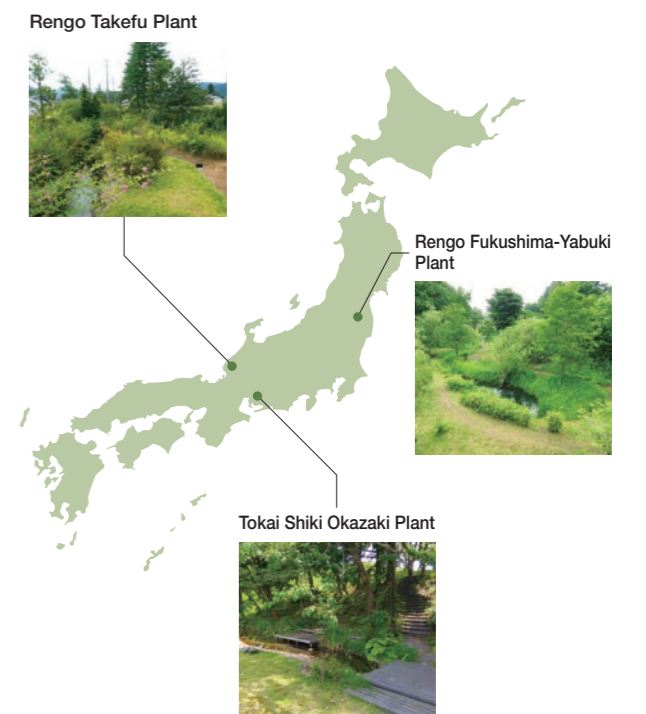 Rengo Takefu Plant
Rengo Fukushima-Yabuki
Plant
Tokai Shiki Okazaki Plant